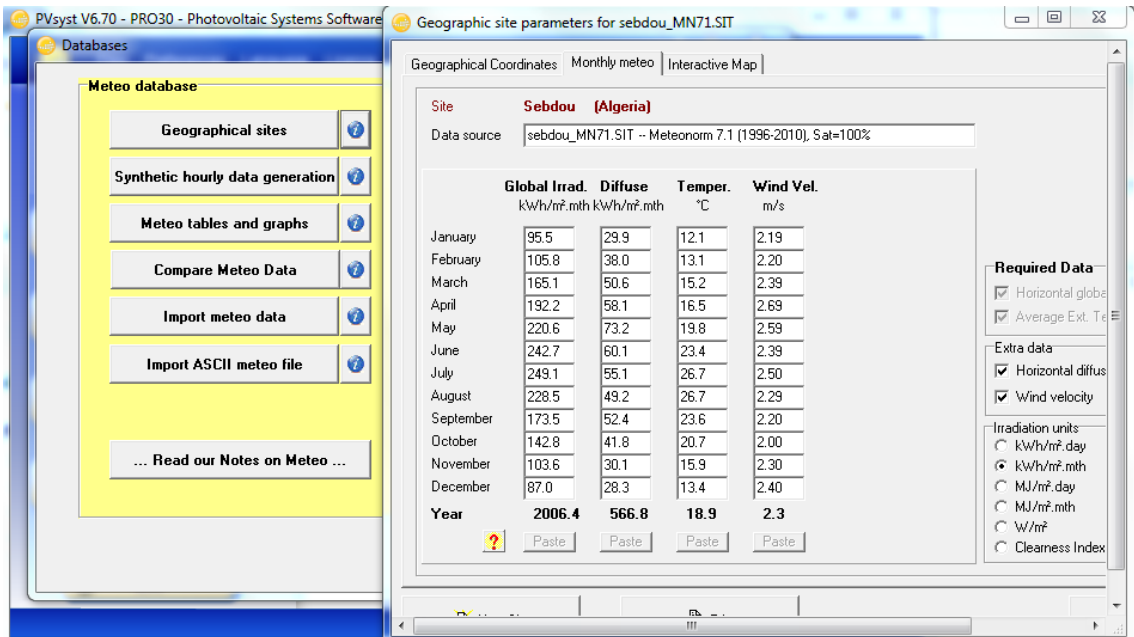 PVsyst V6.70 - PRO30 - Photovoltaic Systems Software
Databases
Meteo database
Geographical sites
Synthetic hourly data generation
Meteo tables and graphs
Compare Meteo Data
Import meteo data
Import ASCII meteo file
... Read our Notes on Meteo ...
Geographic site parameters for sebdou_MN71.SIT
Geographical Coordinates Monthly meteo Interactive Map
Site Sebdou (Algeria)
Data source sebdou_MN71.SIT -- Meteonorm 7.1 (1996-2010), Sat=100%
Global Irrad. Diffuse Temper. Wind Vel.
kWh/m².mth kWh/m².mth °C m/s
January 95.5 29.9 12.1 2.19
February 105.8 38.0 13.1 2.20
March 165.1 50.6 15.2 2.39
April 192.2 58.1 16.5 2.69
May 220.6 73.2 19.8 2.59
June 242.7 60.1 23.4 2.39
July 249.1 55.1 26.7 2.50
August 228.5 49.2 26.7 2.29
September 173.5 52.4 23.6 2.20
October 142.8 41.8 20.7 2.00
November 103.6 30.1 15.9 2.30
December 87.0 28.3 13.4 2.40
Year 2006.4 566.8 18.9 2.3
? Paste Paste Paste Paste
Required Data
Horizontal globa
Average Ext. Te
Extra data
Horizontal diffus
Wind velocity
Irradiation units
kWh/m².day
kWh/m².mth
MJ/m².day
MJ/m².mth
W/m²
Clearness Index